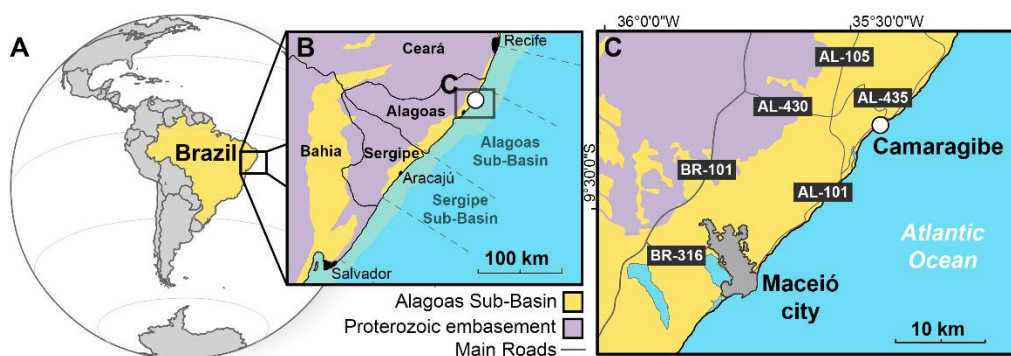 A
Brazil
B
Ceará
Recife
C
Alagoas
Bahia
Sergipe
Alagoas
Sub-Basin
Aracajú
Sergipe
Sub-Basin
Salvador
100 km
Alagoas Sub-Basin
Proterozoic embasement
Main Roads
36°0'0"W
35°30'0"W
9°30'0"S
C
AL-105
AL-430
AL-435
Camaragibe
BR-101
AL-101
Atlantic
Ocean
BR-316
Maceió
city
10 km